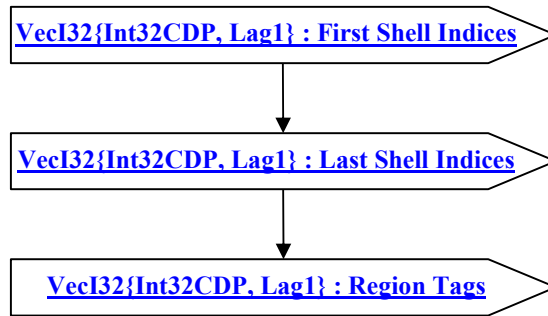 VecI32{Int32CDP, Lag1} : First Shell Indices
VecI32{Int32CDP, Lag1} : Last Shell Indices
VecI32{Int32CDP, Lag1} : Region Tags